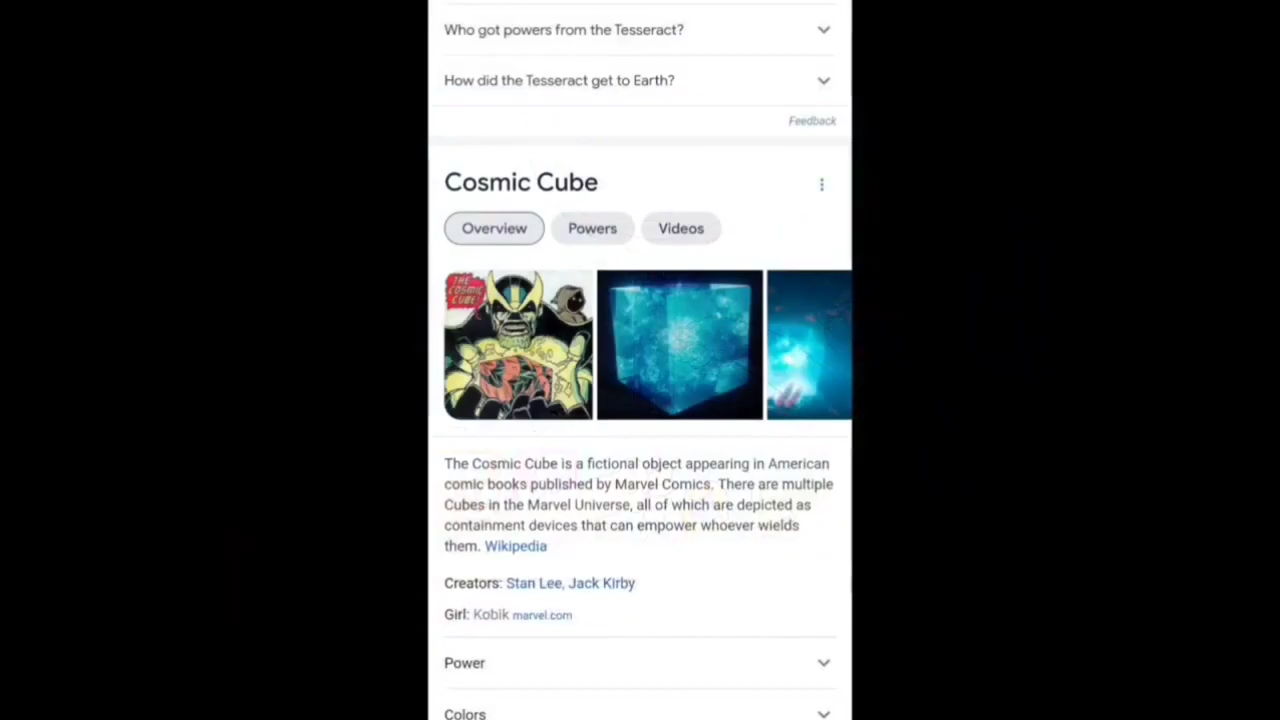 Who got powers from the Tesseract?
How did the Tesseract get to Earth?
Feedback
Cosmic Cube
Overview Powers Videos
THE
COSMIC
CUBE!
The Cosmic Cube is a fictional object appearing in American
comic books published by Marvel Comics. There are multiple
Cubes in the Marvel Universe, all of which are depicted as
containment devices that can empower whoever wields
them. Wikipedia
Creators: Stan Lee, Jack Kirby
Girl: Kobik marvel.com
Power
Colors